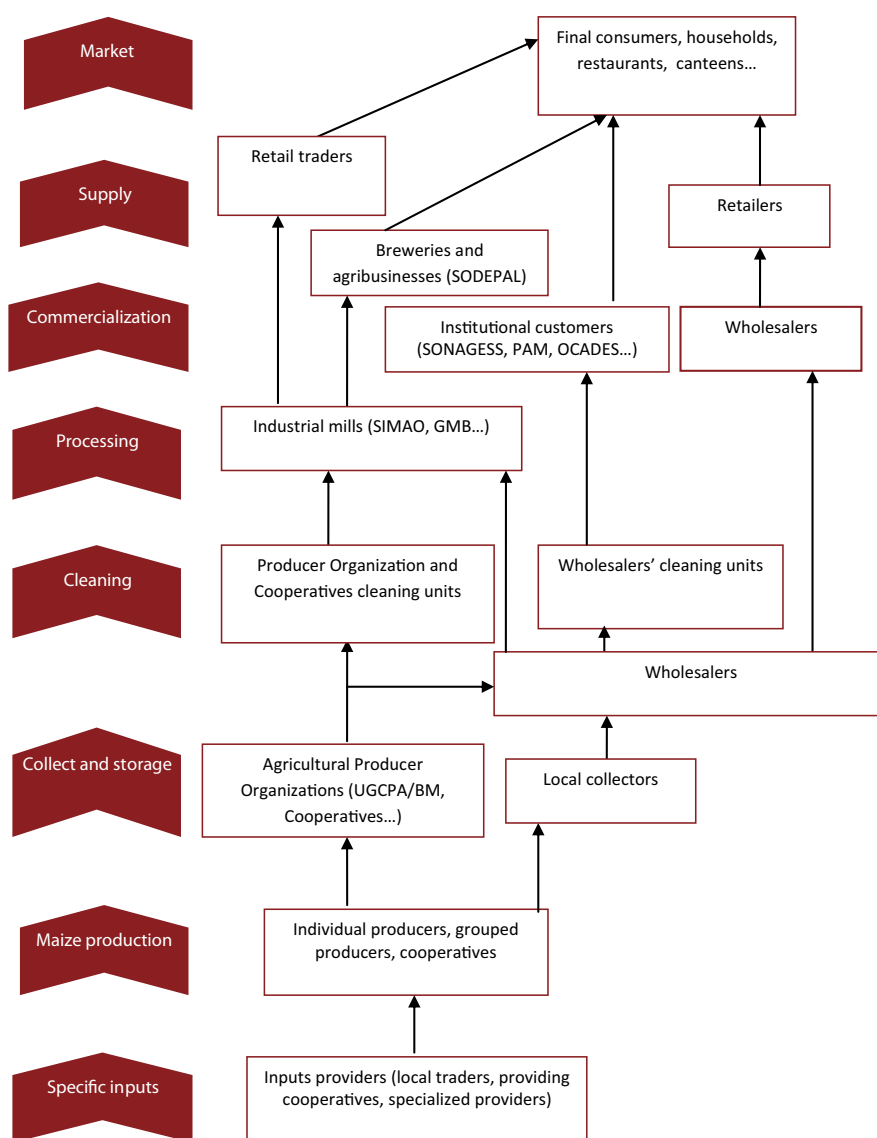 Market
Final consumers, households,
restaurants, canteens…
Retail traders
Supply
Retailers
Breweries and
agribusinesses (SODEPAL)
Commercialization
Institutional customers
(SONAGESS, PAM, OCADES…)
Wholesalers
Processing
Industrial mills (SIMAO, GMB…)
Cleaning
Producer Organization and
Cooperatives cleaning units
Wholesalers’ cleaning units
Wholesalers
Collect and storage
Agricultural Producer
Organizations (UGCPA/BM,
Cooperatives…)
Local collectors
Maize production
Individual producers, grouped
producers, cooperatives
Specific inputs
Inputs providers (local traders, providing
cooperatives, specialized providers)